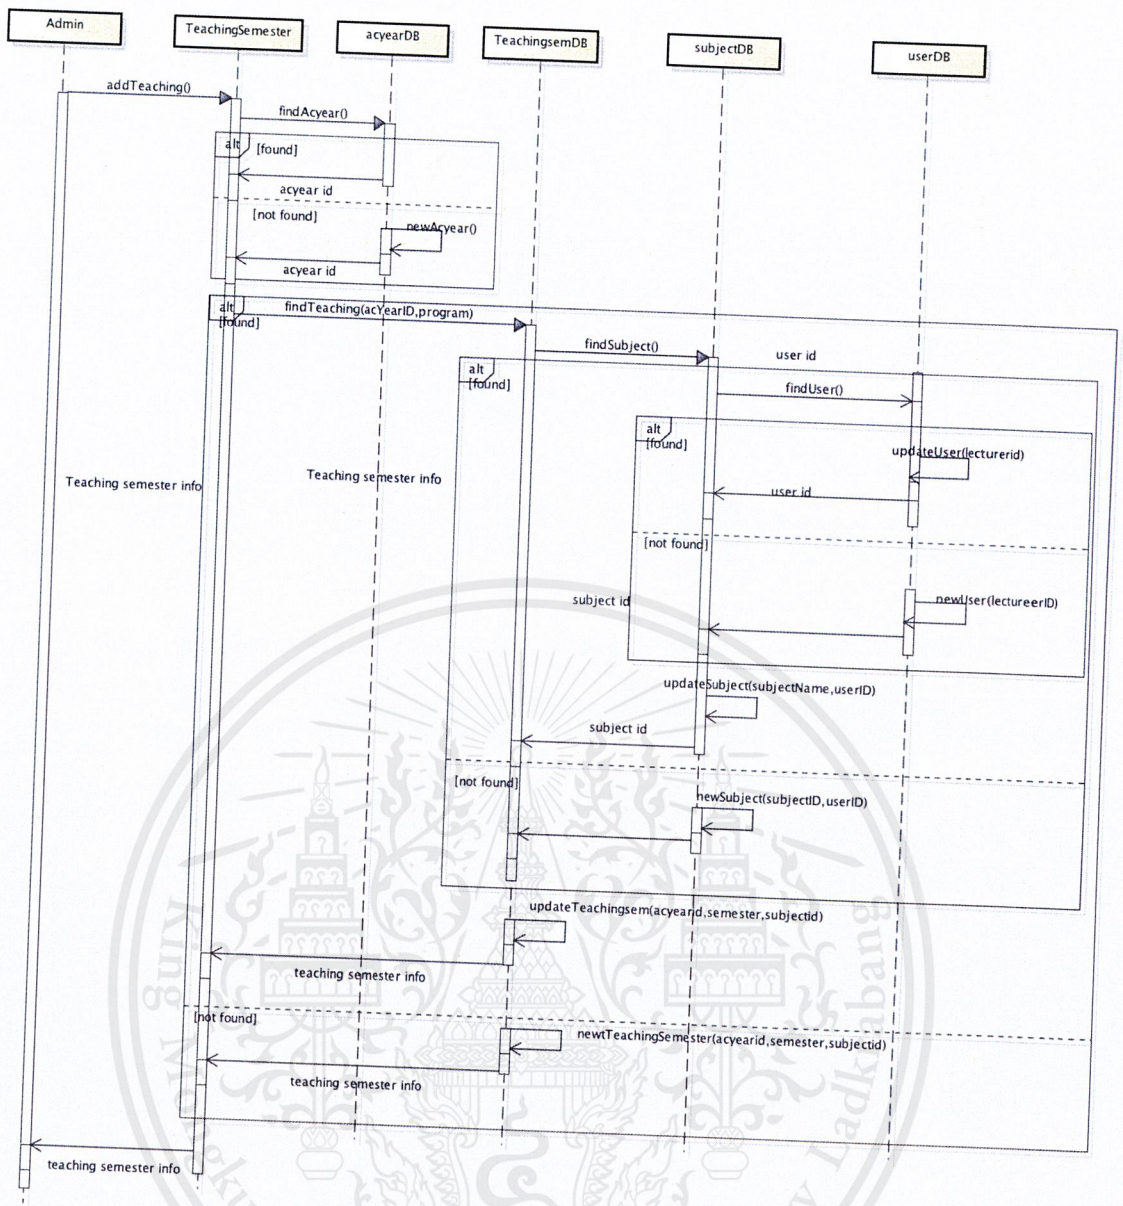 Admin
TeachingSemester
acyearDB
TeachingsemDB
subjectDB
userDB
addTeaching()
findAcyear()
alt
[found]
acyear id
[not found]
newAcyear()
acyear id
alt
[found]
findTeaching(acYearID,program)
findSubject()
user id
alt
[found]
findUser()
alt
[found]
updateUser(lecturerid)
Teaching semester info
Teaching semester info
user id
[not found]
subject id
newUser(lectureerID)
updateSubject(subjectName,userID)
subject id
[not found]
newSubject(subjectID,userID)
updateTeachingsem(acyearid,semester,subjectid)
teaching semester info
[not found]
newtTeachingSemester(acyearid,semester,subjectid)
teaching semester info
teaching semester info
King Mongku
y Ladkrabang